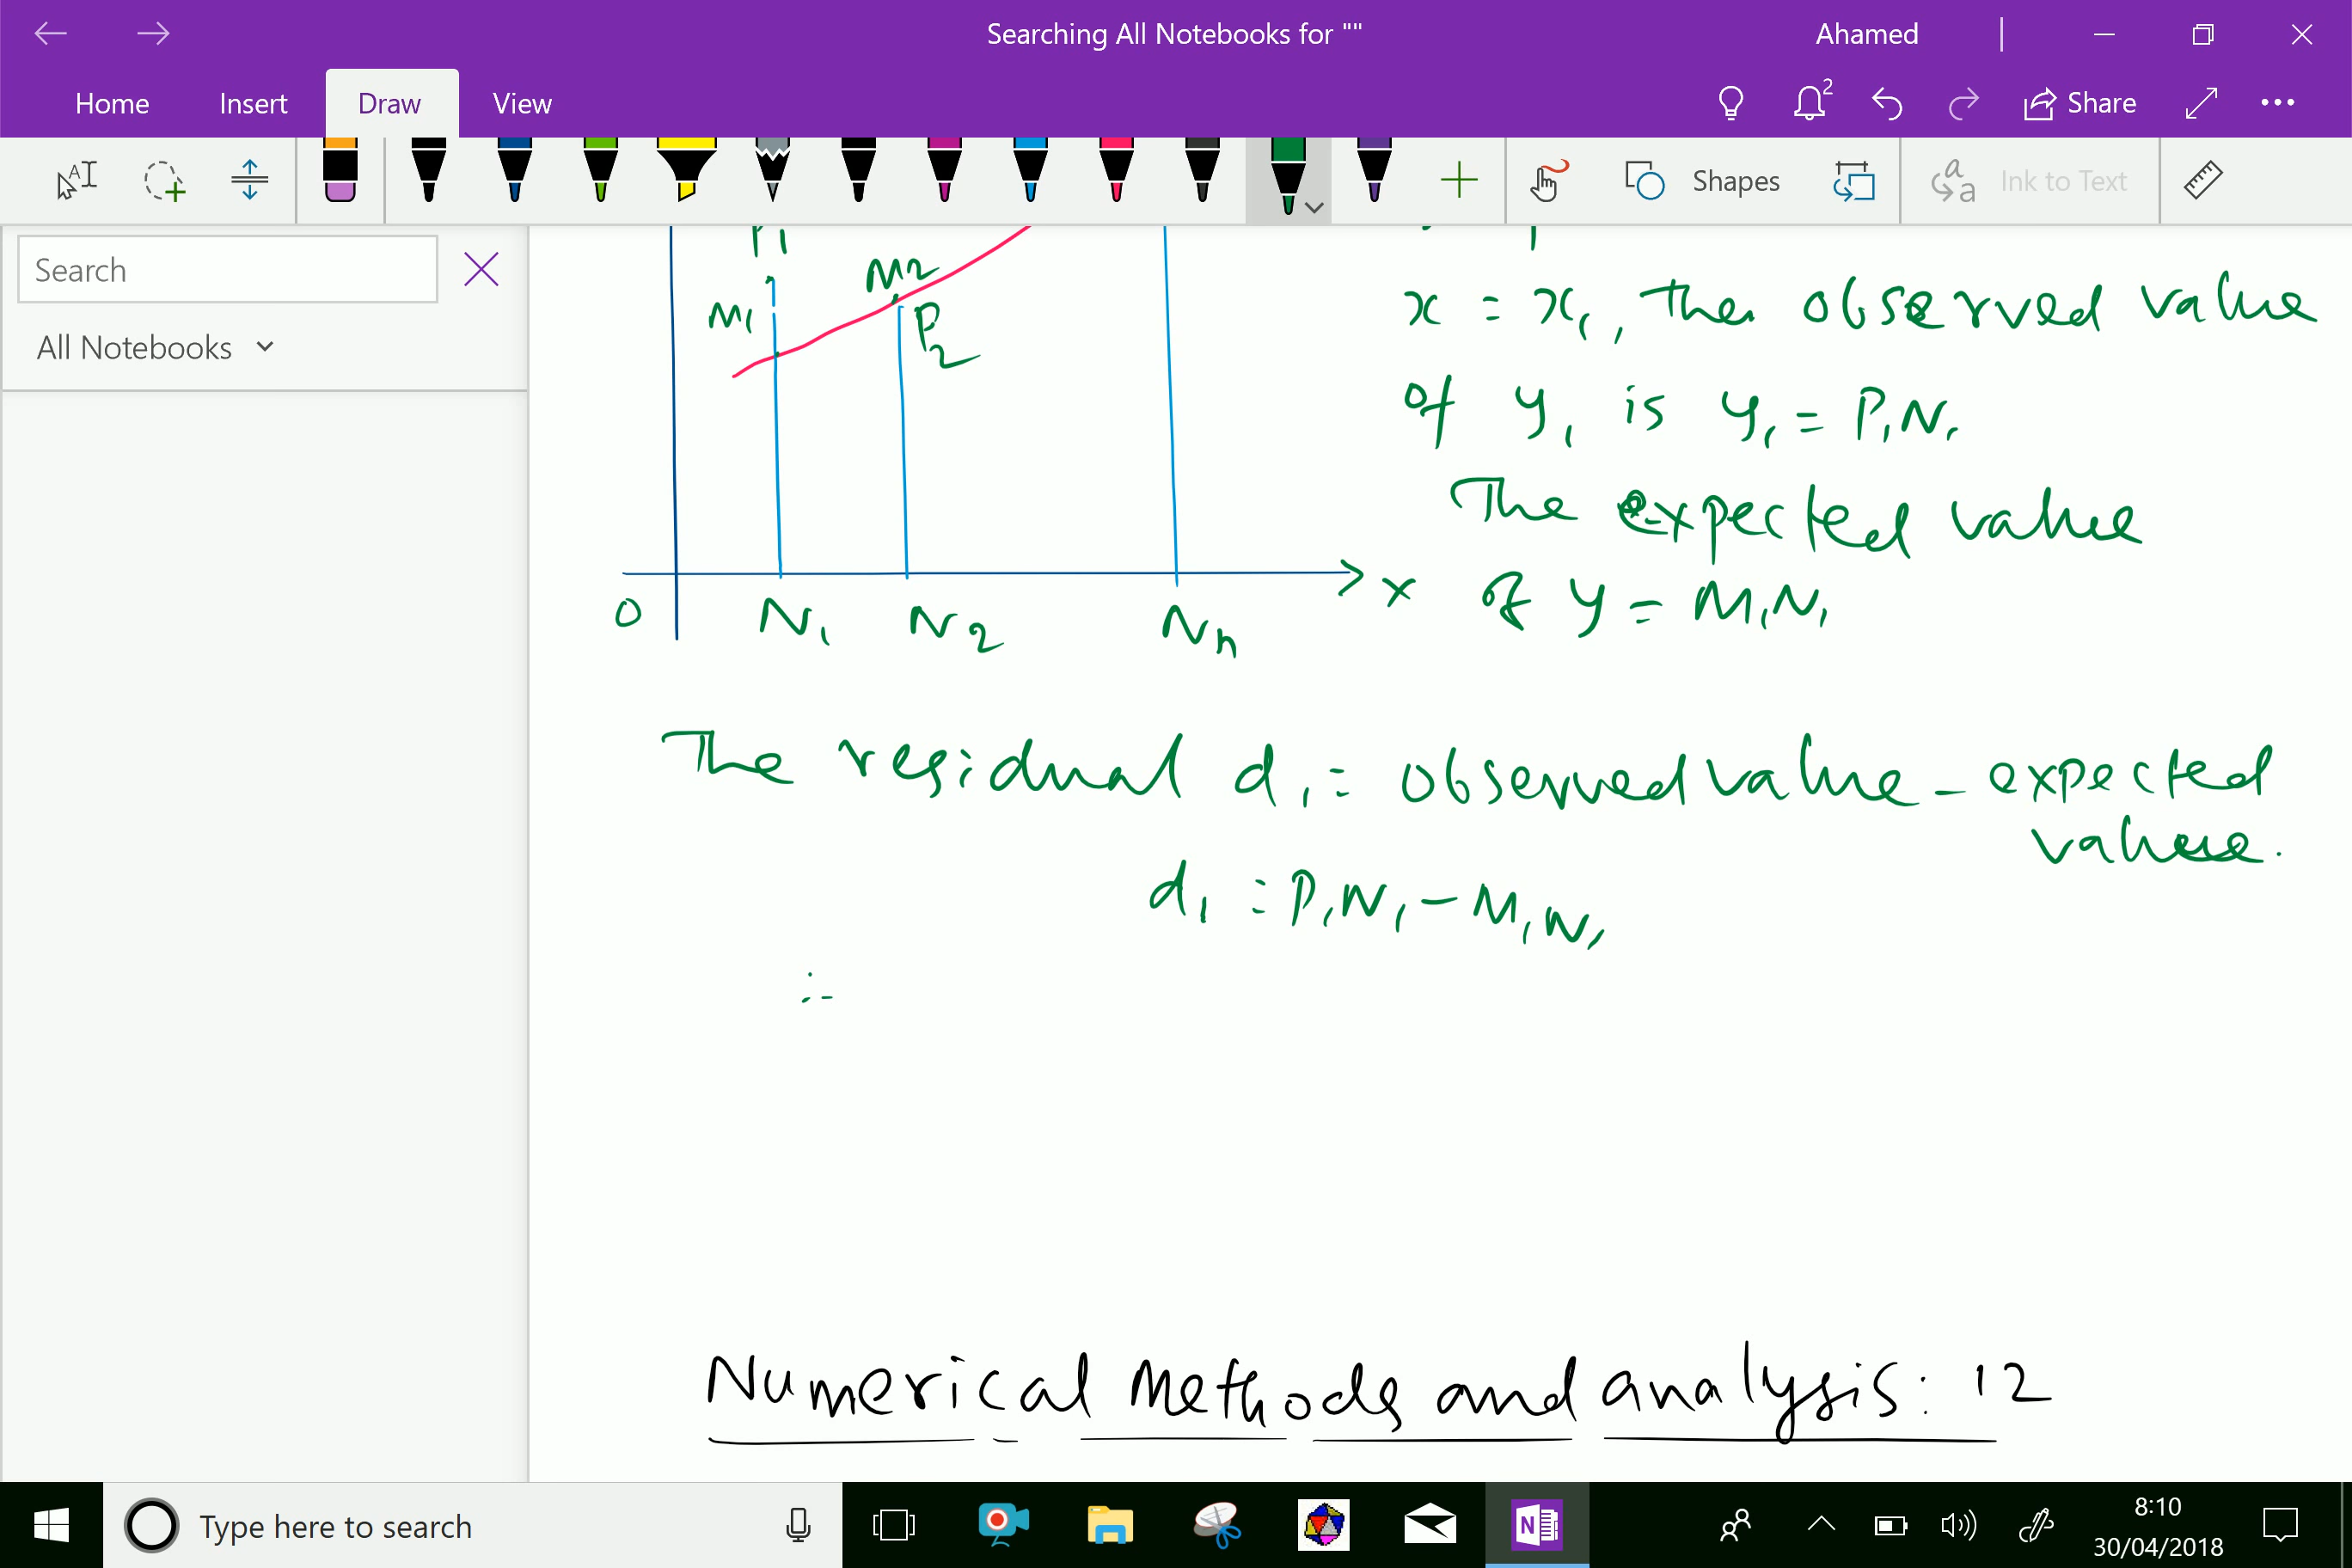 Searching All Notebooks for ""
Ahamed
Home Insert Draw View
2
Share
Shapes
Ink to Text
Search
All Notebooks
P1
M1
M2
P2
O N1 N2 Nn x
x = x1, the observed value
of y1 is y1 = P1N1
The expected value
of y = M1N1
The residual d1 = observed value - expected
value.
d1 = P1N1 - M1N1
∴
Numerical Methods and analysis: 12
Type here to search
N
8:10
30/04/2018